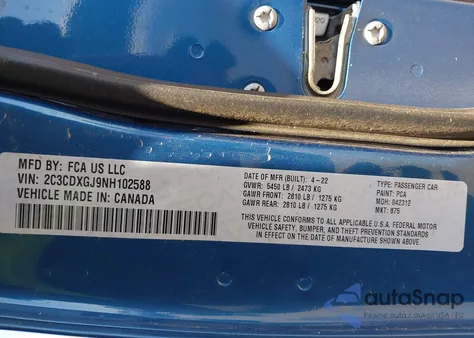 MFD BY: FCA US LLC
VIN: 2C3CDXGJ9NH102588
VEHICLE MADE IN: CANADA
DATE OF MFR (BUILT): 4-22
GVWR: 5450 LB / 2473 KG
GAWR FRONT: 2810 LB / 1275 KG
GAWR REAR: 2810 LB / 1275 KG
TYPE: PASSENGER CAR
PAINT: PCA
MDH: 042312
MKT: 875
THIS VEHICLE CONFORMS TO ALL APPLICABLE U.S.A. FEDERAL MOTOR
VEHICLE SAFETY, BUMPER, AND THEFT PREVENTION STANDARDS
IN EFFECT ON THE DATE OF MANUFACTURE SHOWN ABOVE.
autoSnap